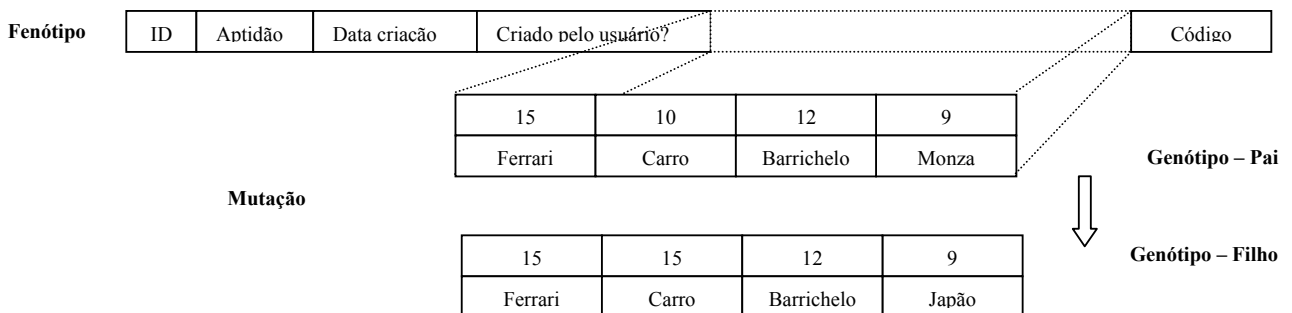 Fenótipo ID Aptidão Data criação Criado pelo usuário? Código
15 10 12 9
Ferrari Carro Barrichelo Monza Genótipo – Pai
Mutação
15 15 12 9 Genótipo – Filho
Ferrari Carro Barrichelo Japão